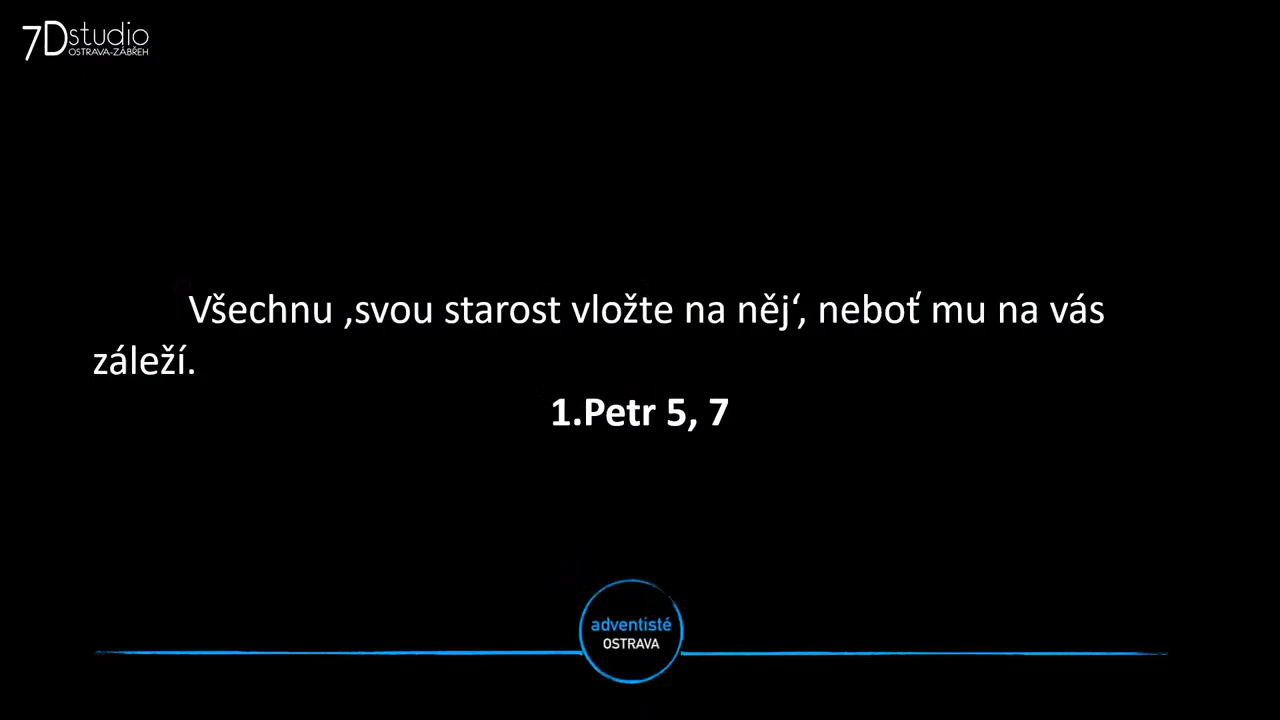 7Dstudio
OSTRAVA-ZÁBŘEH
Všechnu ‚svou starost vložte na něj‘, neboť mu na vás
záleží.
1.Petr 5, 7
adventisté
OSTRAVA